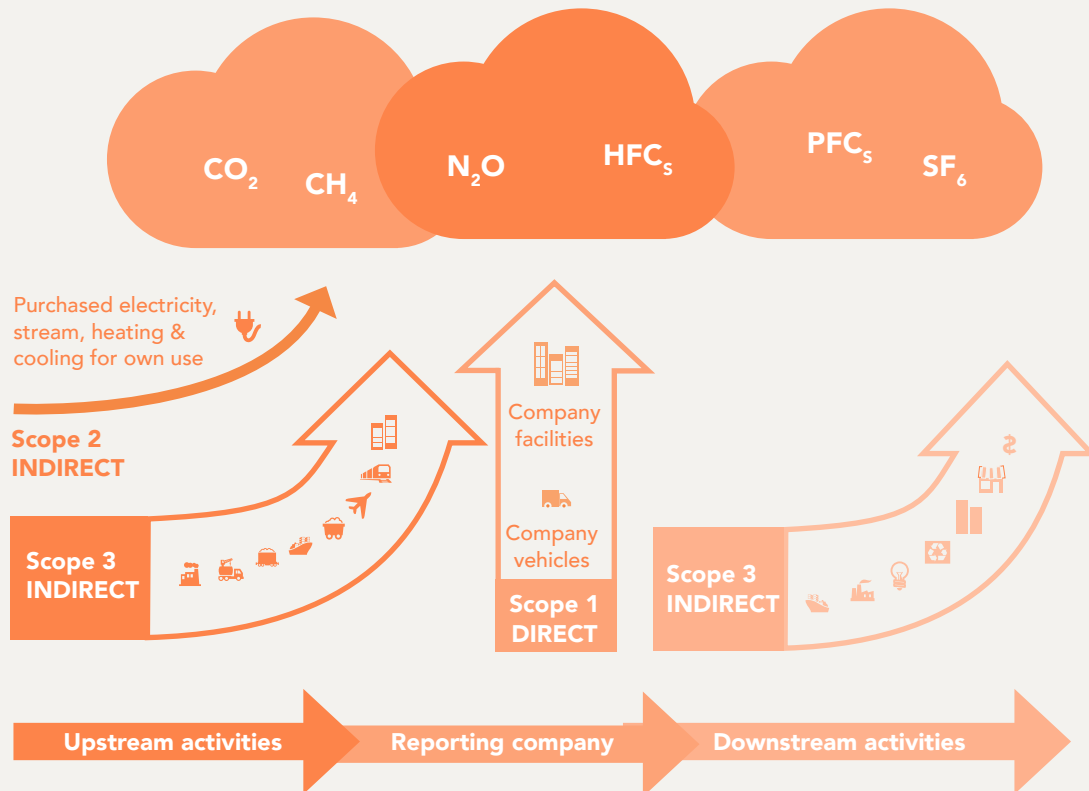 CO₂
CH₄
N₂O
HFCs
PFCs
SF₆
Purchased electricity,
stream, heating &
cooling for own use
Scope 2
INDIRECT
Scope 3
INDIRECT
Company
facilities
Company
vehicles
Scope 1
DIRECT
Scope 3
INDIRECT
$
Upstream activities
Reporting company
Downstream activities